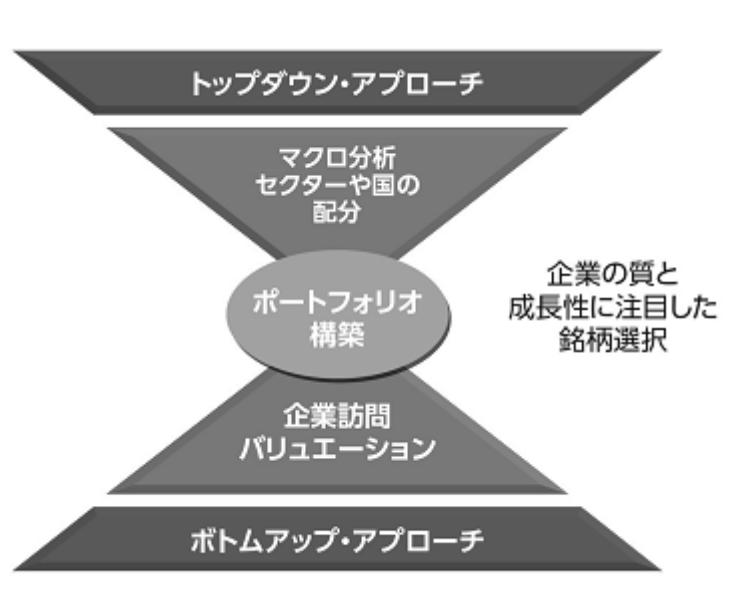 トップダウン・アプローチ
マクロ分析
セクターや国の
配分
ポートフォリオ
構築
企業の質と
成長性に注目した
銘柄選択
企業訪問
バリュエーション
ボトムアップ・アプローチ